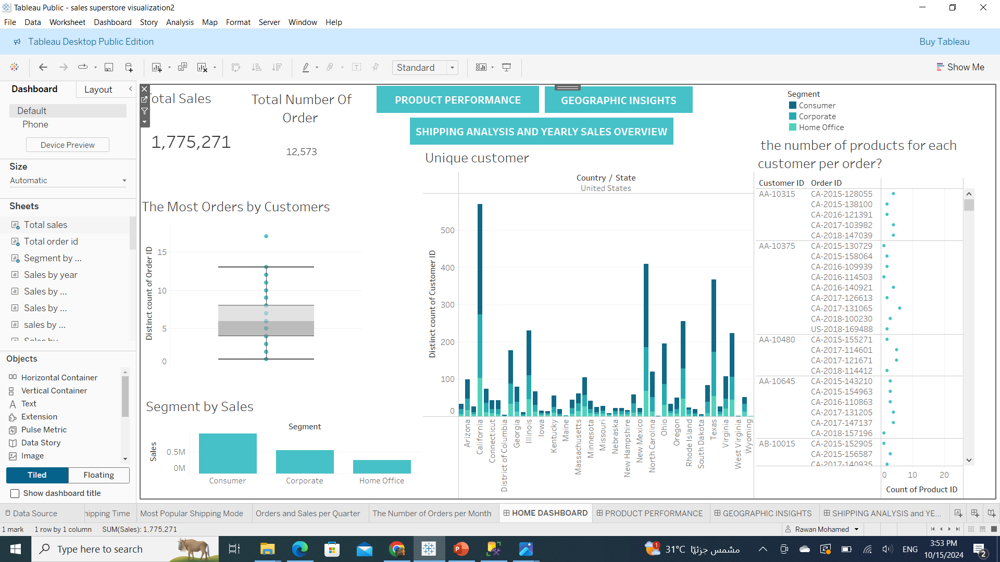 Tableau Public - sales superstore visualization2
File Data Worksheet Dashboard Story Analysis Map Format Server Window Help
Tableau Desktop Public Edition
Buy Tableau
Standard
Show Me
Dashboard
Layout
Default
Phone
Device Preview
Size
Automatic
Sheets
Total sales
Total order id
Segment by ...
Sales by year
Sales by ...
Sales by ...
sales by ...
Objects
Horizontal Container
Vertical Container
Text
Extension
Pulse Metric
Data Story
Image
Tiled
Floating
Show dashboard title
otal Sales
1,775,271
Total Number Of
Order
12,573
PRODUCT PERFORMANCE
GEOGRAPHIC INSIGHTS
SHIPPING ANALYSIS AND YEARLY SALES OVERVIEW
Segment
Consumer
Corporate
Home Office
The Most Orders by Customers
Distinct count of Order ID
15
10
5
0
Segment by Sales
Segment
Sales
0.5M
0M
Consumer
Corporate
Home Office
Unique customer
Country / State
United States
Distinct count of Customer ID
500
400
300
200
100
0
Arizona
California
Connecticut
District of Columbia
Georgia
Illinois
Iowa
Kentucky
Maine
Massachusetts
Minnesota
Missouri
Nebraska
New Hampshire
New Mexico
North Carolina
Ohio
Oregon
Rhode Island
South Dakota
Texas
Virginia
West Virginia
Wyoming
the number of products for each
customer per order?
Customer ID Order ID
AA-10315 CA-2015-128055
CA-2015-138100
CA-2016-121391
CA-2017-103982
CA-2018-147039
AA-10375 CA-2015-130729
CA-2015-158064
CA-2016-109939
CA-2016-114503
CA-2016-140921
CA-2017-126613
CA-2017-131065
CA-2018-100230
US-2018-169488
AA-10480 CA-2015-155271
CA-2017-114601
CA-2017-121671
CA-2018-114412
AA-10645 CA-2015-143210
CA-2015-154963
CA-2016-110863
CA-2017-131205
CA-2017-147137
CA-2018-157196
AB-10015 CA-2015-152905
CA-2015-156587
CA-2017-140935
0 10 20
Count of Product ID
Data Source
hipping Time
Most Popular Shipping Mode
Orders and Sales per Quarter
The Number of Orders per Month
HOME DASHBOARD
PRODUCT PERFORMANCE
GEOGRAPHIC INSIGHTS
SHIPPING ANALYSIS and YE...
1 mark 1 row by 1 column SUM(Sales): 1,775,271
Rawan Mohamed
Type here to search
1
31°C مشمس جزئيًا
ENG
3:53 PM
10/15/2024
2